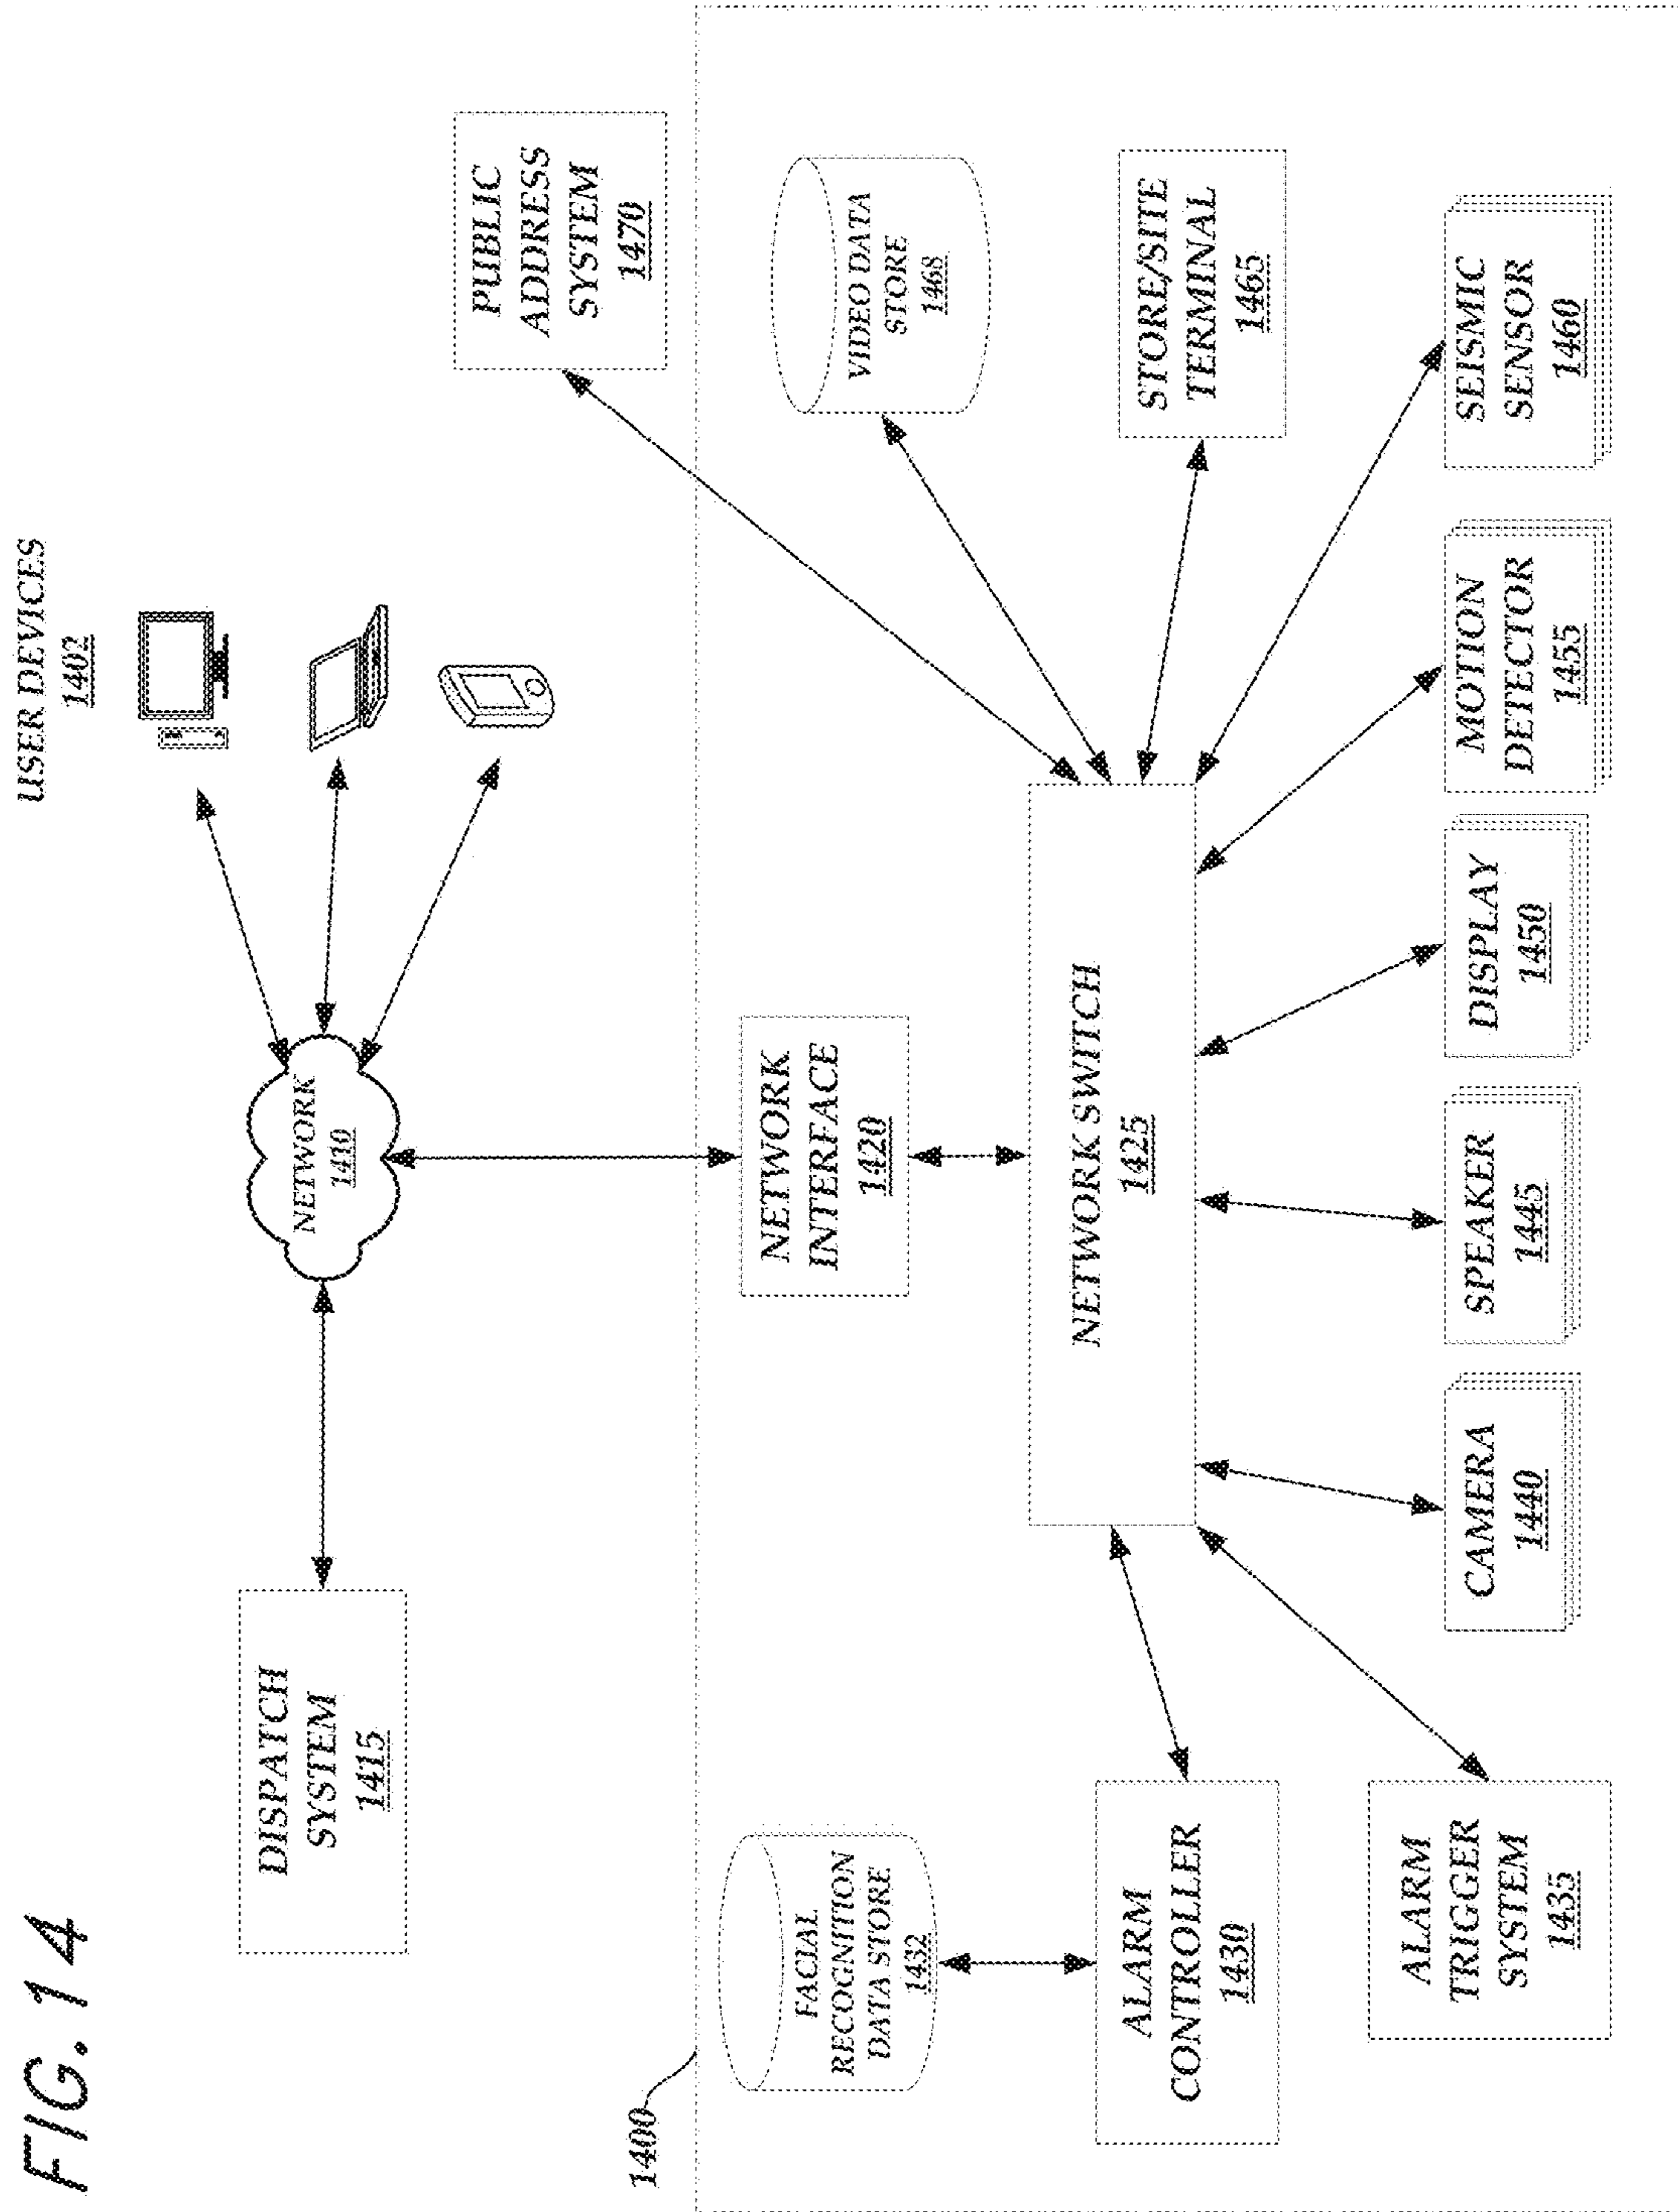 FIG. 14
USER DEVICES
1402
DISPATCH
SYSTEM
1415
NETWORK
1410
PUBLIC
ADDRESS
SYSTEM
1470
1400
FACIAL
RECOGNITION
DATA STORE
1432
NETWORK
INTERFACE
1420
VIDEO DATA
STORE
1468
ALARM
CONTROLLER
1430
NETWORK SWITCH
1425
STORE/SITE
TERMINAL
1465
ALARM
TRIGGER
SYSTEM
1435
CAMERA
1440
SPEAKER
1445
DISPLAY
1450
MOTION
DETECTOR
1455
SEISMIC
SENSOR
1460